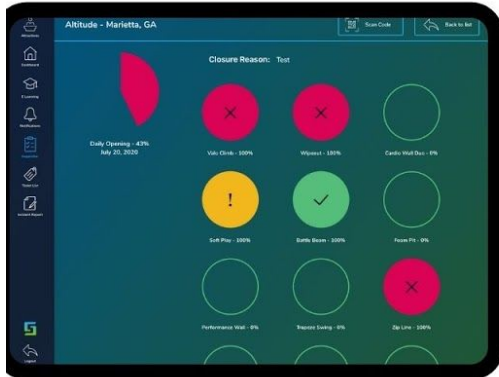 Altitude - Marietta, GA
Scan Code
Back to list
Attractions
Dashboard
E Learning
Notifications
Inspection
Incident Report
Logout
Closure Reason: Test
Daily Opening - 43%
July 20, 2020
Valo Climb - 100%
Wipeout - 100%
Cardio Wall Duo - 0%
Soft Play - 100%
Battle Beam - 100%
Foam Pit - 0%
Performance Wall - 0%
Trapeze Swing - 0%
Zip Line - 100%